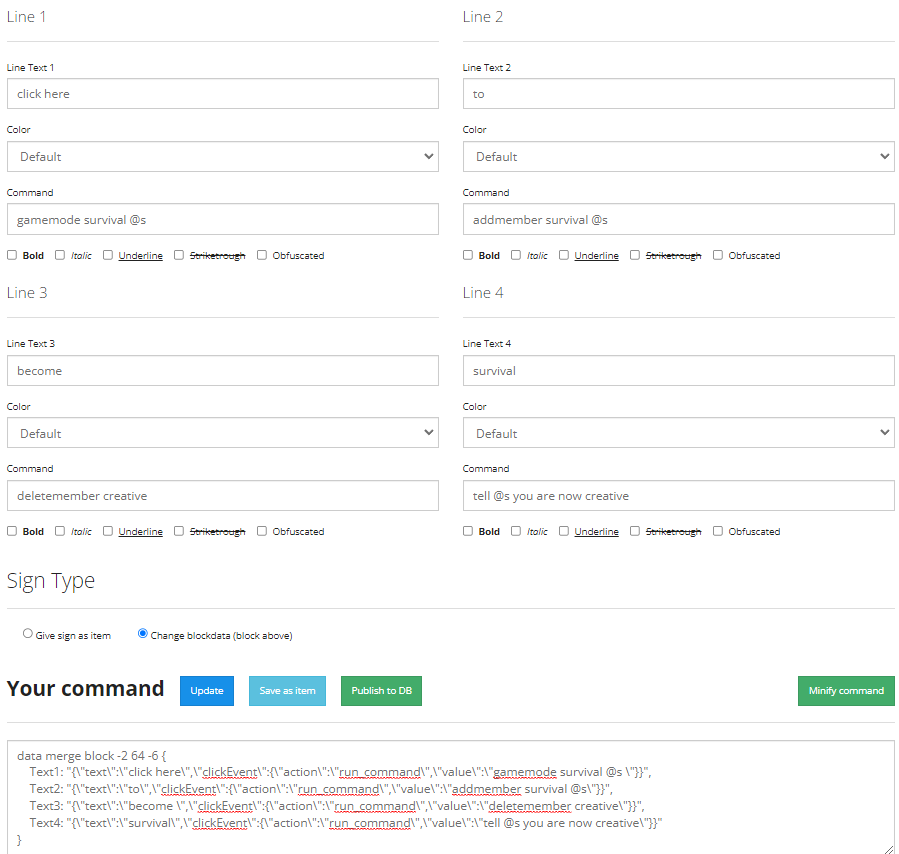 Line 1
Line 2
Line Text 1
Line Text 2
click here
to
Color
Color
Default
Default
Command
Command
gamemode survival @s
addmember survival @s
Bold Italic Underline Striketrough Obfuscated
Bold Italic Underline Striketrough Obfuscated
Line 3
Line 4
Line Text 3
Line Text 4
become
survival
Color
Color
Default
Default
Command
Command
deletemember creative
tell @s you are now creative
Bold Italic Underline Striketrough Obfuscated
Bold Italic Underline Striketrough Obfuscated
Sign Type
Give sign as item Change blockdata (block above)
Your command Update Save as item Publish to DB Minify command
data merge block -2 64 -6 {
Text1: "{\"text\":\"click here\",\"clickEvent\":{\"action\":\"run_command\",\"value\":\"gamemode survival @s \"}}",
Text2: "{\"text\":\"to\",\"clickEvent\":{\"action\":\"run_command\",\"value\":\"addmember survival @s\"}}",
Text3: "{\"text\":\"become \",\"clickEvent\":{\"action\":\"run_command\",\"value\":\"deletemember creative\"}}",
Text4: "{\"text\":\"survival\",\"clickEvent\":{\"action\":\"run_command\",\"value\":\"tell @s you are now creative\"}}"
}